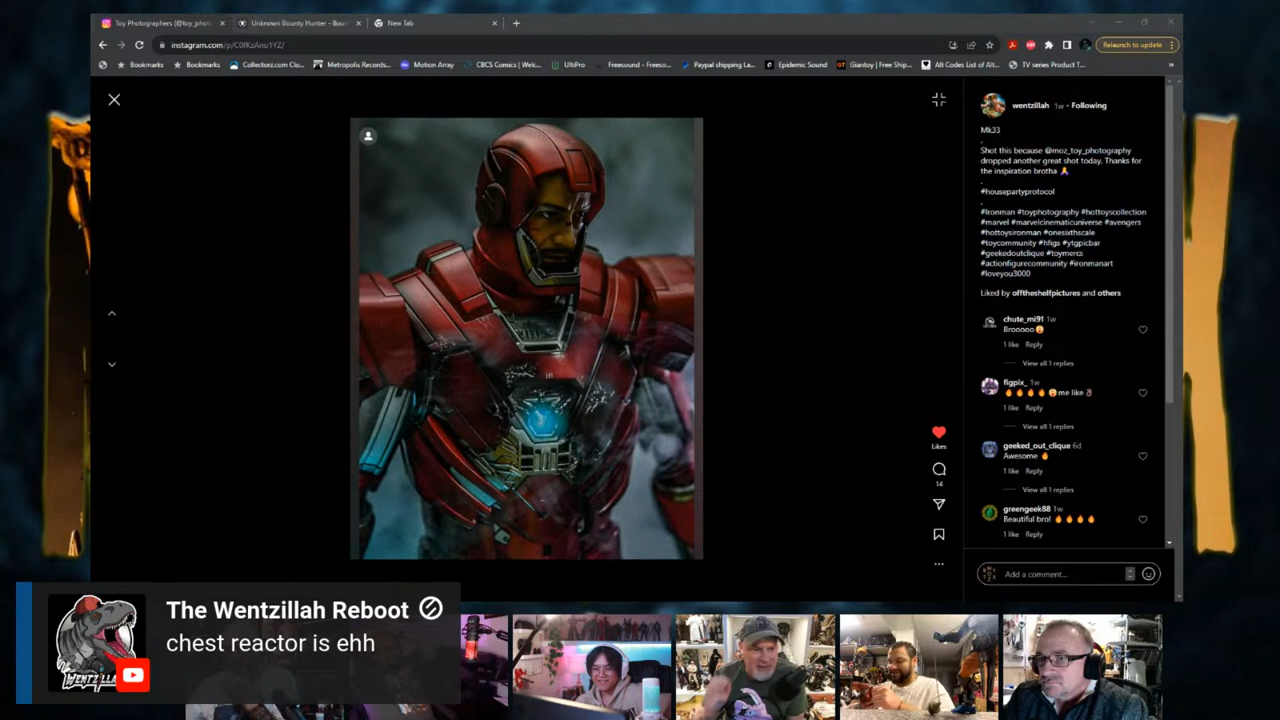 Toy Photographers (@toy_phot
Unknown Bounty Hunter - Bou
New Tab
instagram.com/p/C0fKzAnu1YZ/
Relaunch to update
Bookmarks
Bookmarks
Collectorz.com Clo...
Metropolis Records...
Motion Array
CBCS Comics | Welc...
UltiPro
Freesound - Freeso...
Paypal shipping La...
Epidemic Sound
Giantoy | Free Ship...
Alt Codes List of Alt...
TV series Product T...
wentzillah 1w • Following
Mk33
.
Shot this because @moz_toy_photography
dropped another great shot today. Thanks for
the inspiration brotha 🙏
.
#housepartyprotocol
.
#Ironman #toyphotography #hottoyscollection
#marvel #marvelcinematicuniverse #avengers
#hottoysironman #onesixthscale
#toycommunity #hfigs #ytgpicbar
#geekedoutclique #toymercs
#actionfigurecommunity #ironmanart
#loveyou3000
Liked by offtheshelfpictures and others
chute_mi91 1w
Brooooo😱
1 like Reply
View all 1 replies
figpix_ 1w
🔥🔥🔥🔥😱me like👌
1 like Reply
View all 1 replies
geeked_out_clique 6d
Awesome 🔥
1 like Reply
View all 1 replies
greengeek88 1w
Beautiful bro! 🔥🔥🔥🔥
1 like Reply
Likes
14
Add a comment...
The Wentzillah Reboot
chest reactor is ehh